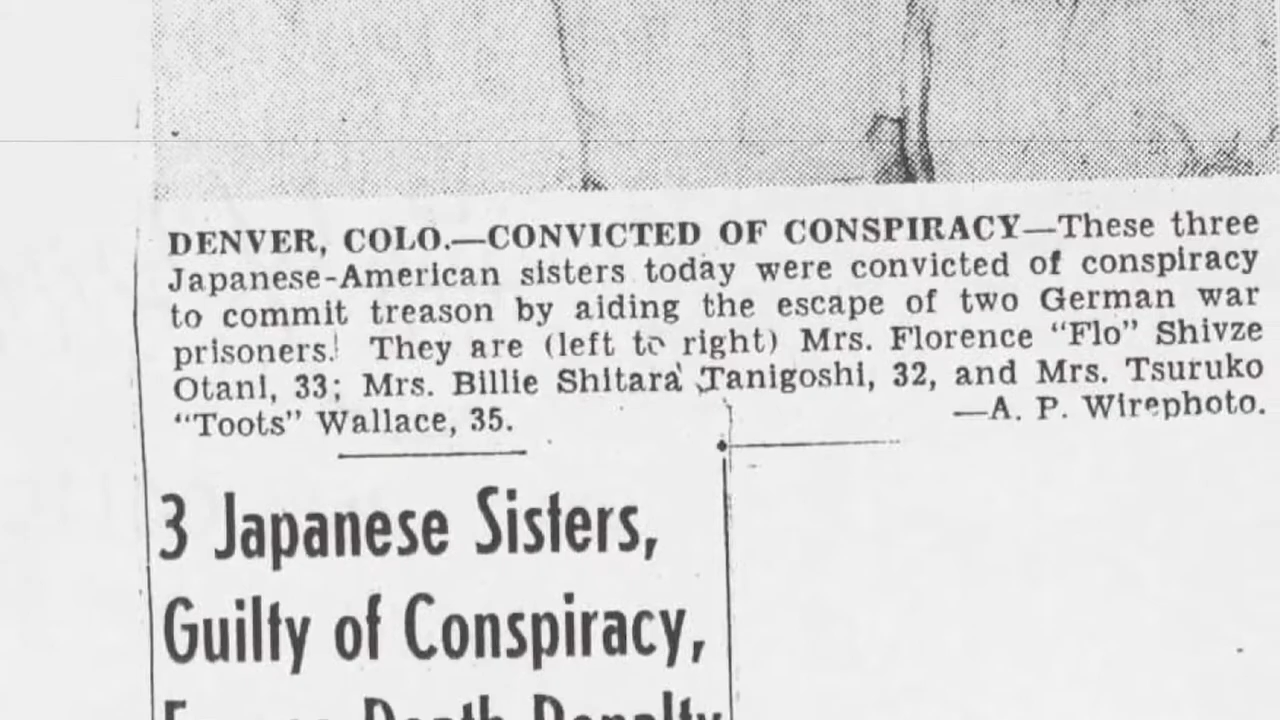 DENVER, COLO.—CONVICTED OF CONSPIRACY—These three
Japanese-American sisters today were convicted of conspiracy
to commit treason by aiding the escape of two German war
prisoners. They are (left to right) Mrs. Florence “Flo” Shivze
Otani, 33; Mrs. Billie Shitara Tanigoshi, 32, and Mrs. Tsuruko
“Toots” Wallace, 35.
—A. P. Wirephoto.
3 Japanese Sisters,
Guilty of Conspiracy,
Death Penalty